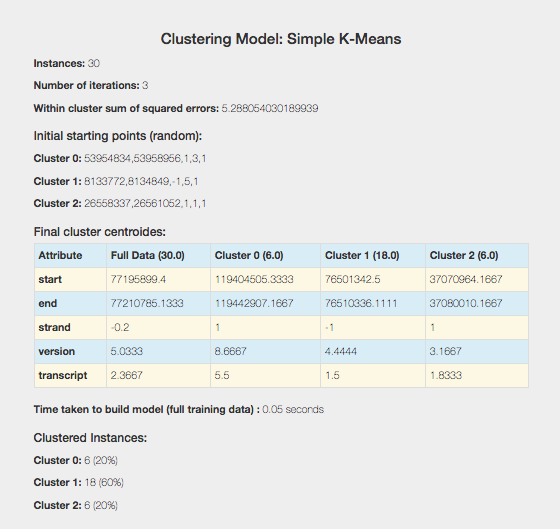 Clustering Model: Simple K-Means
Instances: 30
Number of iterations: 3
Within cluster sum of squared errors: 5.288054030189939
Initial starting points (random):
Cluster 0: 53954834,53958956,1,3,1
Cluster 1: 8133772,8134849,-1,5,1
Cluster 2: 26558337,26561052,1,1,1
Final cluster centroides:
Attribute Full Data (30.0) Cluster 0 (6.0) Cluster 1 (18.0) Cluster 2 (6.0)
start 77195899.4 119404505.3333 76501342.5 37070964.1667
end 77210785.1333 119442907.1667 76510336.1111 37080010.1667
strand -0.2 1 -1 1
version 5.0333 8.6667 4.4444 3.1667
transcript 2.3667 5.5 1.5 1.8333
Time taken to build model (full training data) : 0.05 seconds
Clustered Instances:
Cluster 0: 6 (20%)
Cluster 1: 18 (60%)
Cluster 2: 6 (20%)